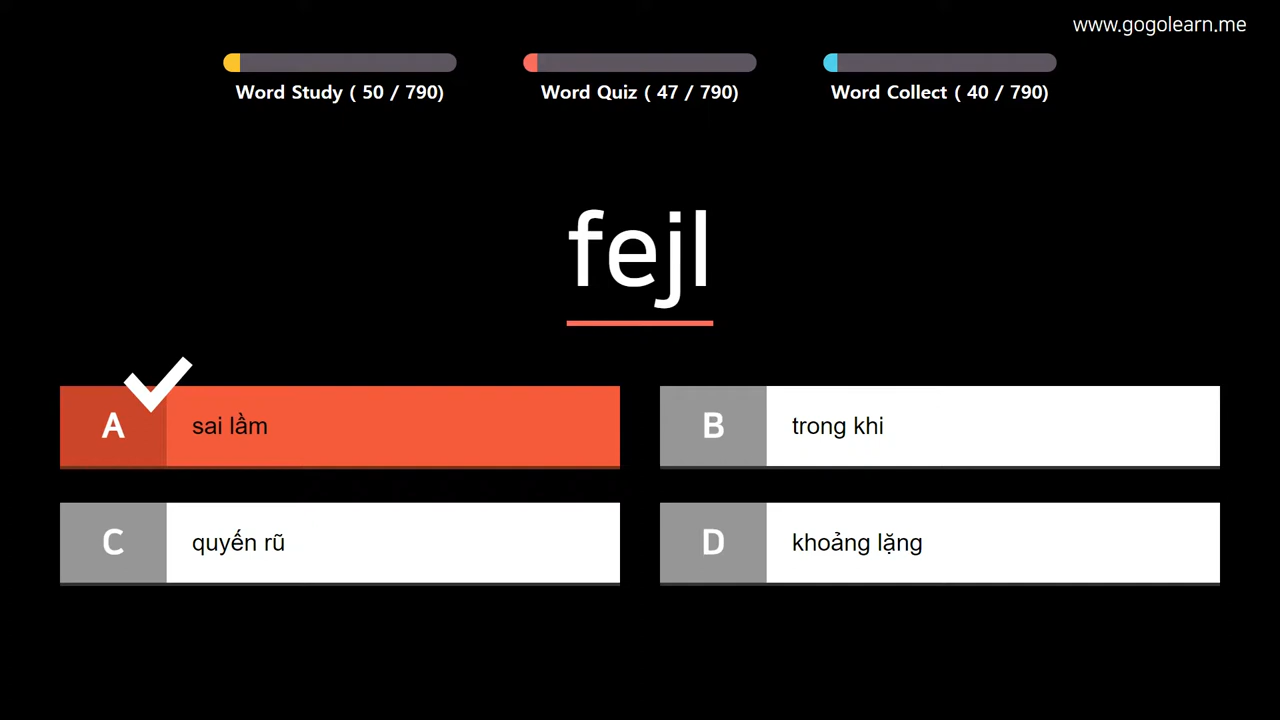 www.gogolearn.me
Word Study ( 50 / 790)
Word Quiz ( 47 / 790)
Word Collect ( 40 / 790)
fejl
A
sai lầm
B
trong khi
C
quyến rũ
D
khoảng lặng